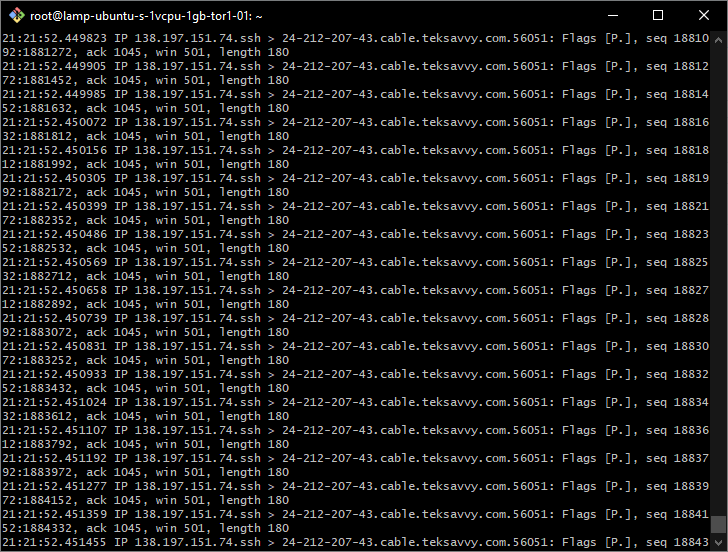 root@lamp-ubuntu-s-1vcpu-1gb-tor1-01: ~
21:21:52.449823 IP 138.197.151.74.ssh > 24-212-207-43.cable.teksavvy.com.56051: Flags [P.], seq 18810
92:1881272, ack 1045, win 501, length 180
21:21:52.449905 IP 138.197.151.74.ssh > 24-212-207-43.cable.teksavvy.com.56051: Flags [P.], seq 18812
72:1881452, ack 1045, win 501, length 180
21:21:52.449985 IP 138.197.151.74.ssh > 24-212-207-43.cable.teksavvy.com.56051: Flags [P.], seq 18814
52:1881632, ack 1045, win 501, length 180
21:21:52.450072 IP 138.197.151.74.ssh > 24-212-207-43.cable.teksavvy.com.56051: Flags [P.], seq 18816
32:1881812, ack 1045, win 501, length 180
21:21:52.450156 IP 138.197.151.74.ssh > 24-212-207-43.cable.teksavvy.com.56051: Flags [P.], seq 18818
12:1881992, ack 1045, win 501, length 180
21:21:52.450305 IP 138.197.151.74.ssh > 24-212-207-43.cable.teksavvy.com.56051: Flags [P.], seq 18819
92:1882172, ack 1045, win 501, length 180
21:21:52.450399 IP 138.197.151.74.ssh > 24-212-207-43.cable.teksavvy.com.56051: Flags [P.], seq 18821
72:1882352, ack 1045, win 501, length 180
21:21:52.450486 IP 138.197.151.74.ssh > 24-212-207-43.cable.teksavvy.com.56051: Flags [P.], seq 18823
52:1882532, ack 1045, win 501, length 180
21:21:52.450569 IP 138.197.151.74.ssh > 24-212-207-43.cable.teksavvy.com.56051: Flags [P.], seq 18825
32:1882712, ack 1045, win 501, length 180
21:21:52.450658 IP 138.197.151.74.ssh > 24-212-207-43.cable.teksavvy.com.56051: Flags [P.], seq 18827
12:1882892, ack 1045, win 501, length 180
21:21:52.450739 IP 138.197.151.74.ssh > 24-212-207-43.cable.teksavvy.com.56051: Flags [P.], seq 18828
92:1883072, ack 1045, win 501, length 180
21:21:52.450831 IP 138.197.151.74.ssh > 24-212-207-43.cable.teksavvy.com.56051: Flags [P.], seq 18830
72:1883252, ack 1045, win 501, length 180
21:21:52.450933 IP 138.197.151.74.ssh > 24-212-207-43.cable.teksavvy.com.56051: Flags [P.], seq 18832
52:1883432, ack 1045, win 501, length 180
21:21:52.451024 IP 138.197.151.74.ssh > 24-212-207-43.cable.teksavvy.com.56051: Flags [P.], seq 18834
32:1883612, ack 1045, win 501, length 180
21:21:52.451107 IP 138.197.151.74.ssh > 24-212-207-43.cable.teksavvy.com.56051: Flags [P.], seq 18836
12:1883792, ack 1045, win 501, length 180
21:21:52.451192 IP 138.197.151.74.ssh > 24-212-207-43.cable.teksavvy.com.56051: Flags [P.], seq 18837
92:1883972, ack 1045, win 501, length 180
21:21:52.451277 IP 138.197.151.74.ssh > 24-212-207-43.cable.teksavvy.com.56051: Flags [P.], seq 18839
72:1884152, ack 1045, win 501, length 180
21:21:52.451359 IP 138.197.151.74.ssh > 24-212-207-43.cable.teksavvy.com.56051: Flags [P.], seq 18841
52:1884332, ack 1045, win 501, length 180
21:21:52.451455 IP 138.197.151.74.ssh > 24-212-207-43.cable.teksavvy.com.56051: Flags [P.], seq 18843